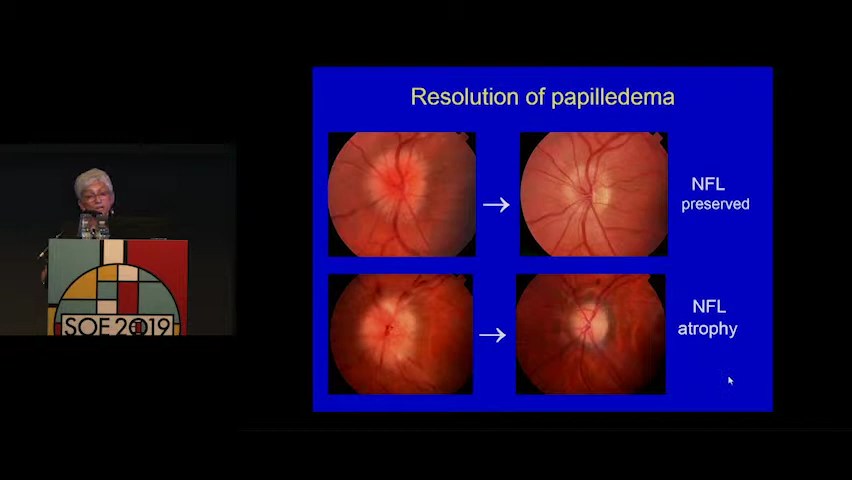 Resolution of papilledema
NFL
preserved
NFL
atrophy
SOE 2019